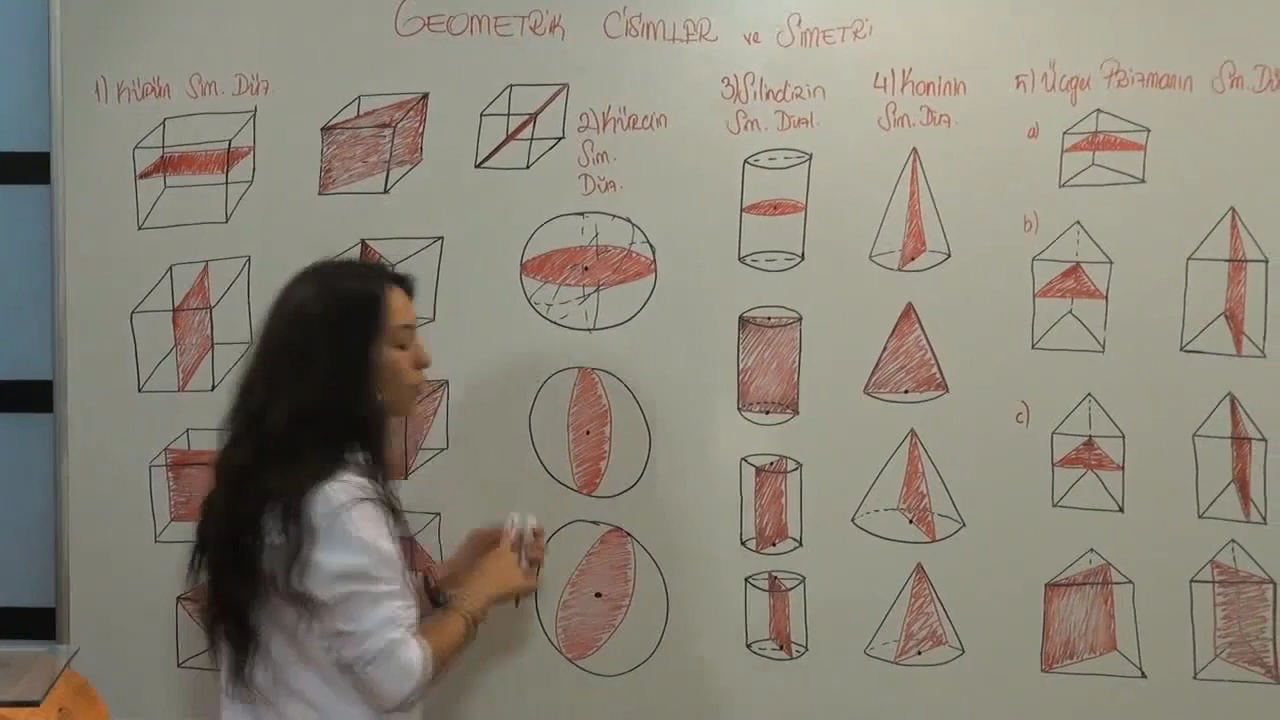 GEOMETRİK CİSİMLER ve SİMETRİ
1) KÜPÜN Sim. Düz.
2) KÜRenin
Sim.
Düz.
3) Silindirin
Sim. Düzl.
4) Koninin
Sim. Düz.
5) Üçgen Prizmanın Sim. Dü
a)
b)
c)